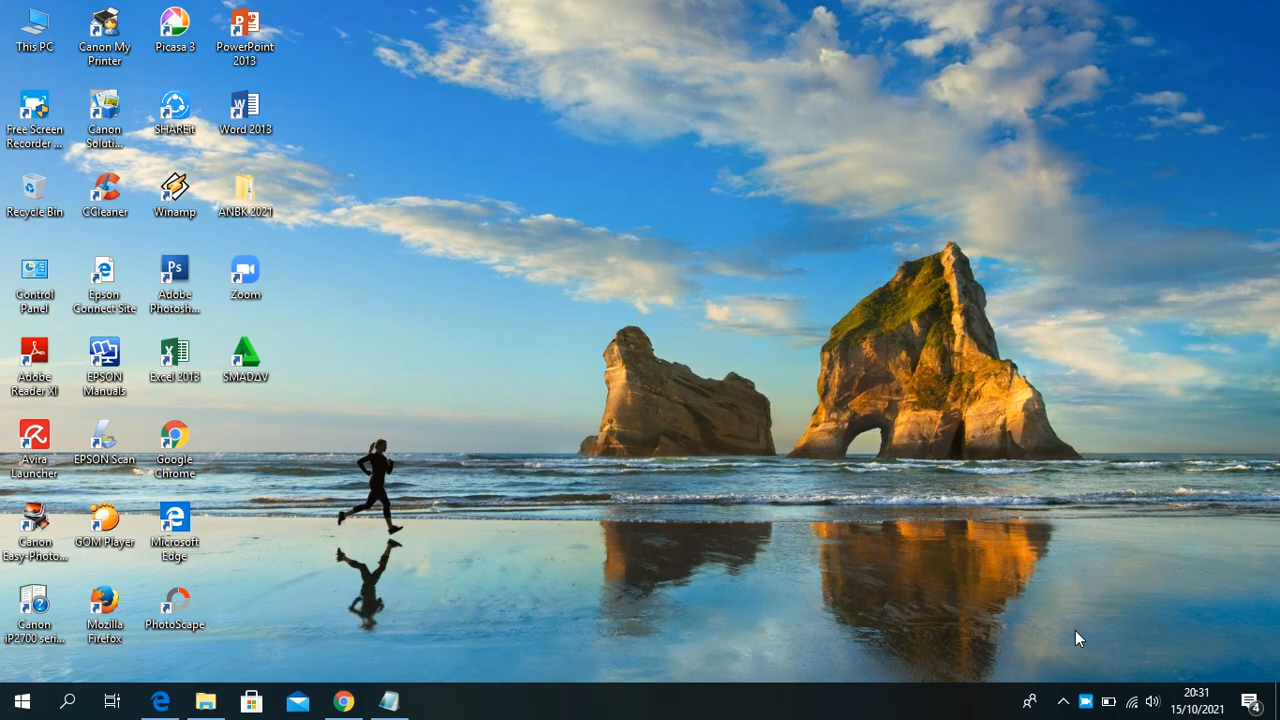 This PC
Canon My
Printer
Picasa 3
PowerPoint
2013
Free Screen
Recorder ...
Canon
Soluti...
SHAREit
Word 2013
Recycle Bin
CCleaner
Winamp
ANBK 2021
Control
Panel
Epson
Connect Site
Adobe
Photosh...
Zoom
Adobe
Reader XI
EPSON
Manuals
Excel 2013
SMADΔV
Avira
Launcher
EPSON Scan
Google
Chrome
Canon
Easy-Photo...
GOM Player
Microsoft
Edge
Canon
iP2700 seri...
Mozilla
Firefox
PhotoScape
20:31
15/10/2021
4